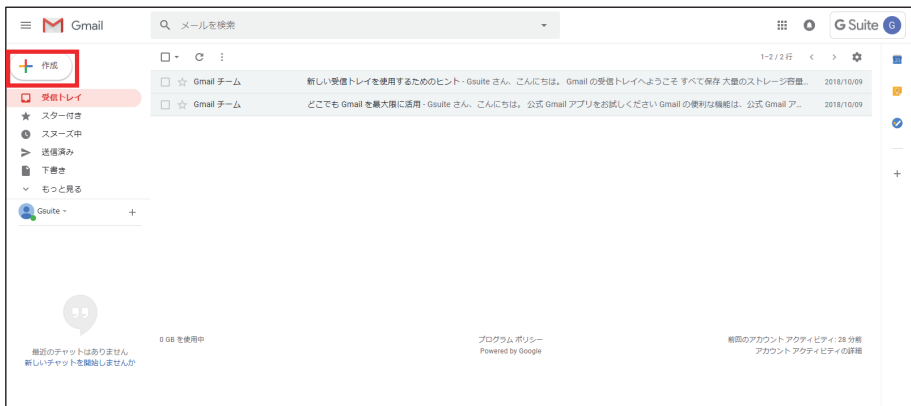 Gmail
メールを検索
G Suite G
作成
1–2 / 2 行
受信トレイ
Gmail チーム
新しい受信トレイを使用するためのヒント - Gsuite さん、こんにちは。 Gmail の受信トレイへようこそ すべて保存 大量のストレージ容量...
2018/10/09
スター付き
Gmail チーム
どこでも Gmail を最大限に活用 - Gsuite さん、こんにちは。 公式 Gmail アプリをお試しください Gmail の便利な機能は、公式 Gmail ア...
2018/10/09
スヌーズ中
送信済み
下書き
もっと見る
Gsuite
最近のチャットはありません
新しいチャットを開始しませんか
0 GB を使用中
プログラム ポリシー
Powered by Google
前回のアカウント アクティビティ: 28 分前
アカウント アクティビティの詳細